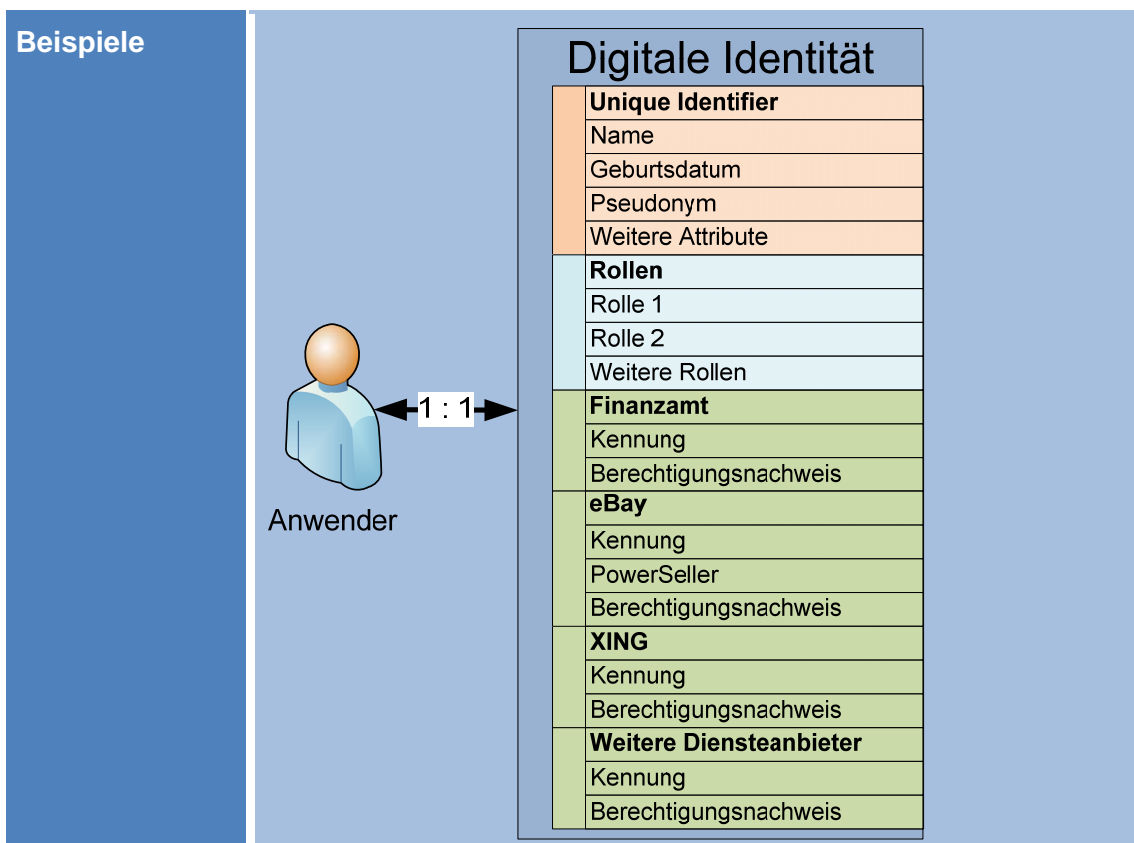 Beispiele
Digitale Identität
Unique Identifier
Name
Geburtsdatum
Pseudonym
Weitere Attribute
Rollen
Rolle 1
Rolle 2
Weitere Rollen
Finanzamt
Kennung
Berechtigungsnachweis
eBay
Kennung
PowerSeller
Berechtigungsnachweis
XING
Kennung
Berechtigungsnachweis
Weitere Diensteanbieter
Kennung
Berechtigungsnachweis
1 : 1
Anwender